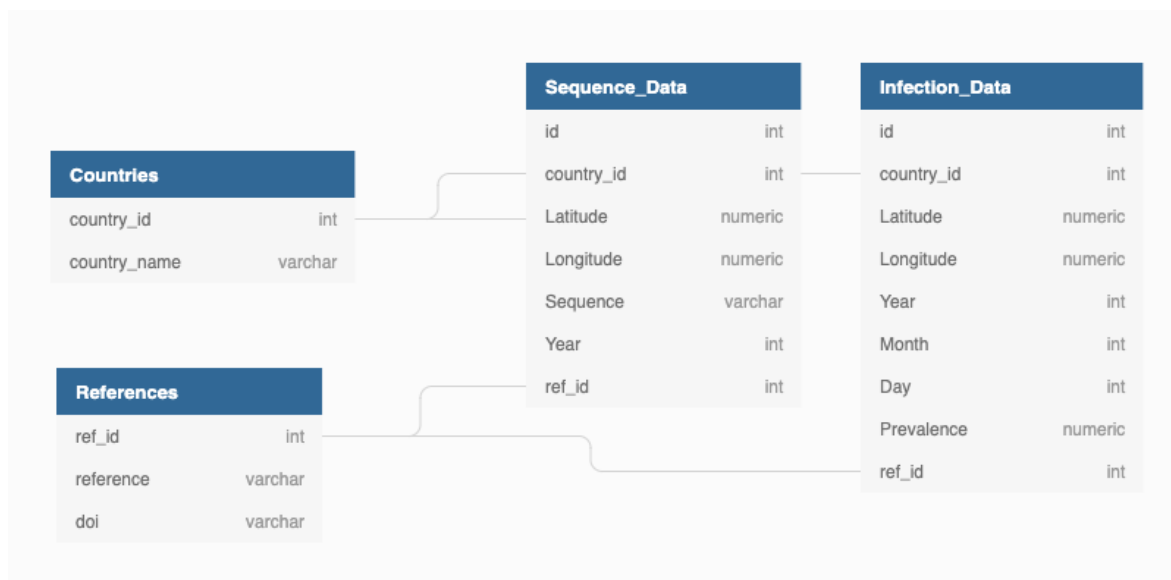 Countries
country_id int
country_name varchar
References
ref_id int
reference varchar
doi varchar
Sequence_Data
id int
country_id int
Latitude numeric
Longitude numeric
Sequence varchar
Year int
ref_id int
Infection_Data
id int
country_id int
Latitude numeric
Longitude numeric
Year int
Month int
Day int
Prevalence numeric
ref_id int